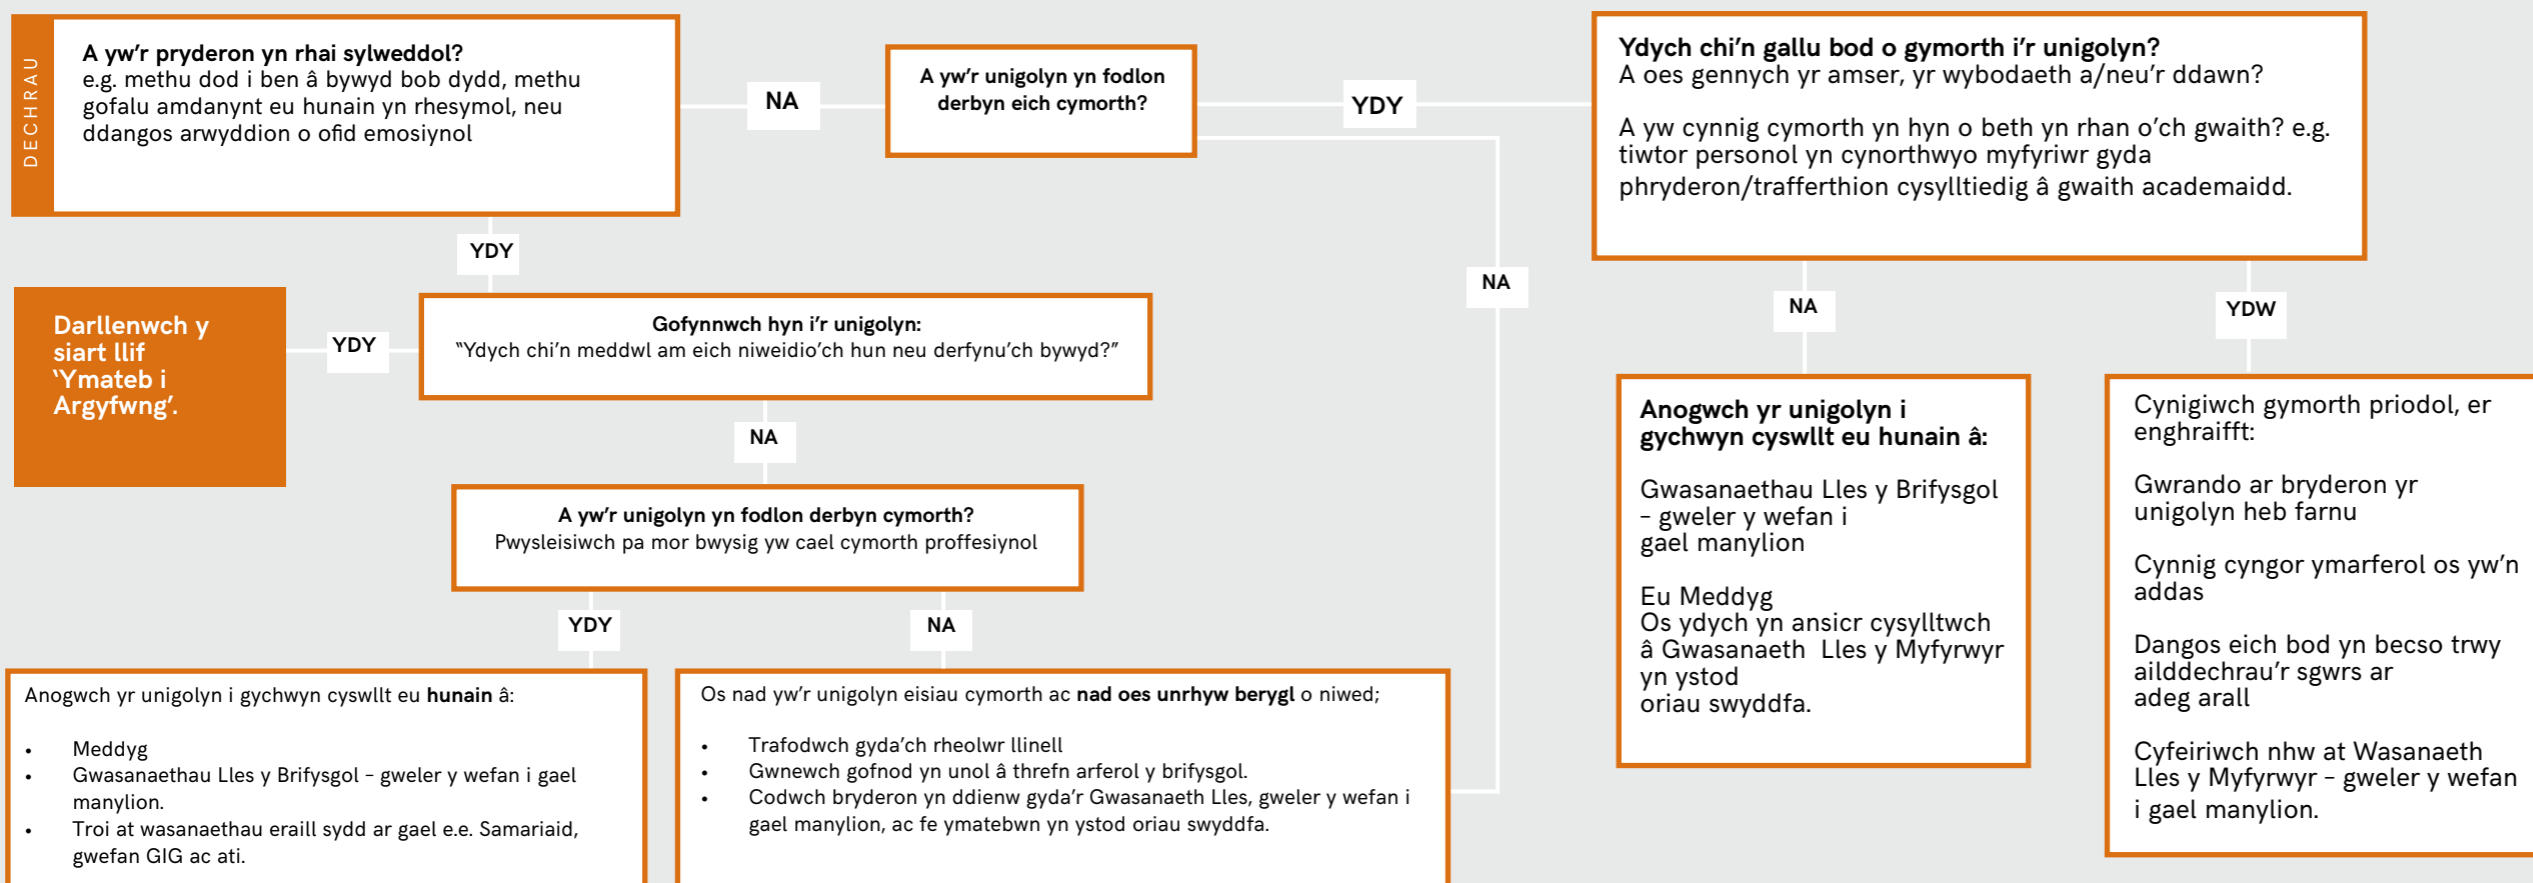 DECHRAU
A yw'r pryderon yn rhai sylweddol?
e.g. methu dod i ben â bywyd bob dydd, methu
gofalu amdanynt eu hunain yn rhesymol, neu
ddangos arwyddion o ofid emosiynol
NA
A yw'r unigolyn yn fodlon
derbyn eich cymorth?
YDY
Ydych chi'n gallu bod o gymorth i'r unigolyn?
A oes gennych yr amser, yr wybodaeth a/neu'r ddawn?
A yw cynnig cymorth yn hyn o beth yn rhan o'ch gwaith? e.g.
tiwtor personol yn cynorthwyo myfyriwr gyda
phryderon/trafferthion cysylltiedig â gwaith academaidd.
YDY
NA
NA
YDW
Darllenwch y
siart llif
‘Ymateb i
Argyfwng’.
YDY
Gofynnwch hyn i'r unigolyn:
“Ydych chi'n meddwl am eich niweidio'ch hun neu derfynu'ch bywyd?”
NA
A yw'r unigolyn yn fodlon derbyn cymorth?
Pwysleisiwch pa mor bwysig yw cael cymorth proffesiynol
YDY
NA
Anogwch yr unigolyn i gychwyn cyswllt eu hunain â:
• Meddyg
• Gwasanaethau Lles y Brifysgol – gweler y wefan i gael
manylion.
• Troi at wasanaethau eraill sydd ar gael e.e. Samariaid,
gwefan GIG ac ati.
Os nad yw'r unigolyn eisiau cymorth ac nad oes unrhyw berygl o niwed;
• Trafodwch gyda'ch rheolwr llinell
• Gwnewch gofnod yn unol â threfn arferol y brifysgol.
• Codwch bryderon yn ddienw gyda'r Gwasanaeth Lles, gweler y wefan i
gael manylion, ac fe ymatebwn yn ystod oriau swyddfa.
Anogwch yr unigolyn i
gychwyn cyswllt eu hunain â:
Gwasanaethau Lles y Brifysgol
– gweler y wefan i
gael manylion
Eu Meddyg
Os ydych yn ansicr cysylltwch
â Gwasanaeth Lles y Myfyrwyr
yn ystod
oriau swyddfa.
Cynigiwch gymorth priodol, er
enghraifft:
Gwrando ar bryderon yr
unigolyn heb farnu
Cynnig cyngor ymarferol os yw'n
addas
Dangos eich bod yn becso trwy
ailddechrau'r sgwrs ar
adeg arall
Cyfeiriwch nhw at Wasanaeth
Lles y Myfyrwyr – gweler y wefan
i gael manylion.